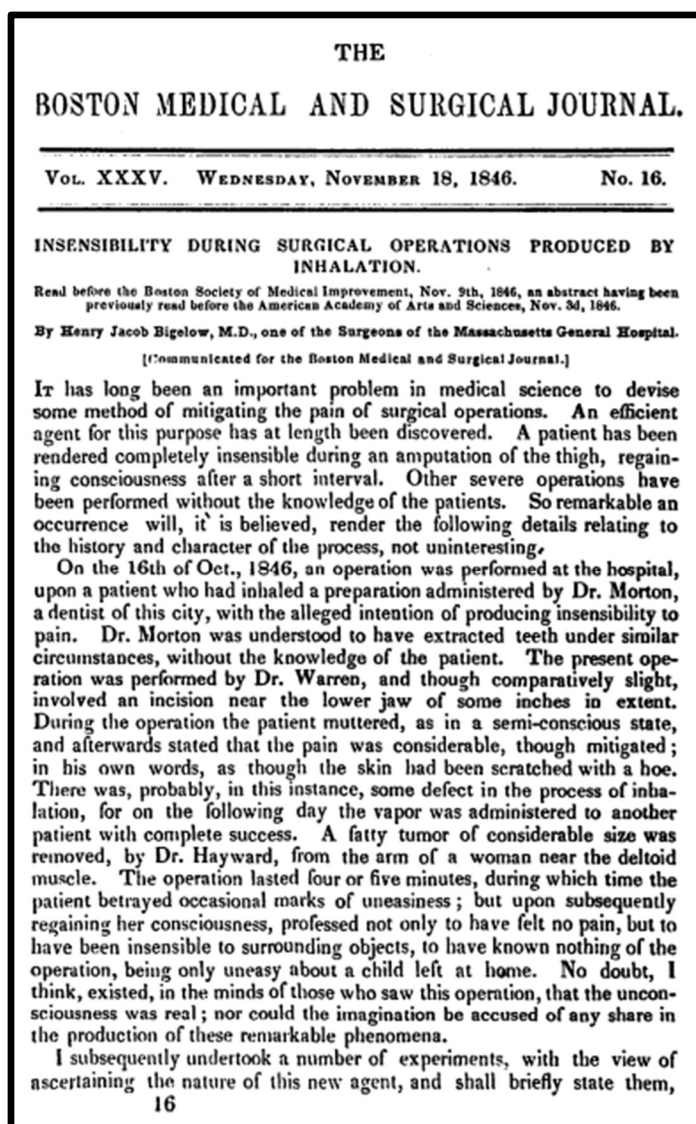 THE
BOSTON MEDICAL AND SURGICAL JOURNAL.
VOL. XXXV. WEDNESDAY, NOVEMBER 18, 1846. NO. 16.
INSENSIBILITY DURING SURGICAL OPERATIONS PRODUCED BY
INHALATION.
Read before the Boston Society of Medical Improvement, Nov. 9th, 1846, an abstract having been
previously read before the American Academy of Arts and Sciences, Nov. 3d, 1846.
By Henry Jacob Bigelow, M.D., one of the Surgeons of the Massachusetts General Hospital.
[Communicated for the Boston Medical and Surgical Journal.]
IT has long been an important problem in medical science to devise
some method of mitigating the pain of surgical operations. An efficient
agent for this purpose has at length been discovered. A patient has been
rendered completely insensible during an amputation of the thigh, regain-
ing consciousness after a short interval. Other severe operations have
been performed without the knowledge of the patients. So remarkable an
occurrence will, it is believed, render the following details relating to
the history and character of the process, not uninteresting.
On the 16th of Oct., 1846, an operation was performed at the hospital,
upon a patient who had inhaled a preparation administered by Dr. Morton,
a dentist of this city, with the alleged intention of producing insensibility to
pain. Dr. Morton was understood to have extracted teeth under similar
circumstances, without the knowledge of the patient. The present ope-
ration was performed by Dr. Warren, and though comparatively slight,
involved an incision near the lower jaw of some inches in extent.
During the operation the patient muttered, as in a semi-conscious state,
and afterwards stated that the pain was considerable, though mitigated ;
in his own words, as though the skin had been scratched with a hoe.
There was, probably, in this instance, some defect in the process of inha-
lation, for on the following day the vapor was administered to another
patient with complete success. A fatty tumor of considerable size was
removed, by Dr. Hayward, from the arm of a woman near the deltoid
muscle. The operation lasted four or five minutes, during which time the
patient betrayed occasional marks of uneasiness ; but upon subsequently
regaining her consciousness, professed not only to have felt no pain, but to
have been insensible to surrounding objects, to have known nothing of the
operation, being only uneasy about a child left at home. No doubt, I
think, existed, in the minds of those who saw this operation, that the uncon-
sciousness was real ; nor could the imagination be accused of any share in
the production of these remarkable phenomena.
I subsequently undertook a number of experiments, with the view of
ascertaining the nature of this new agent, and shall briefly state them,
16